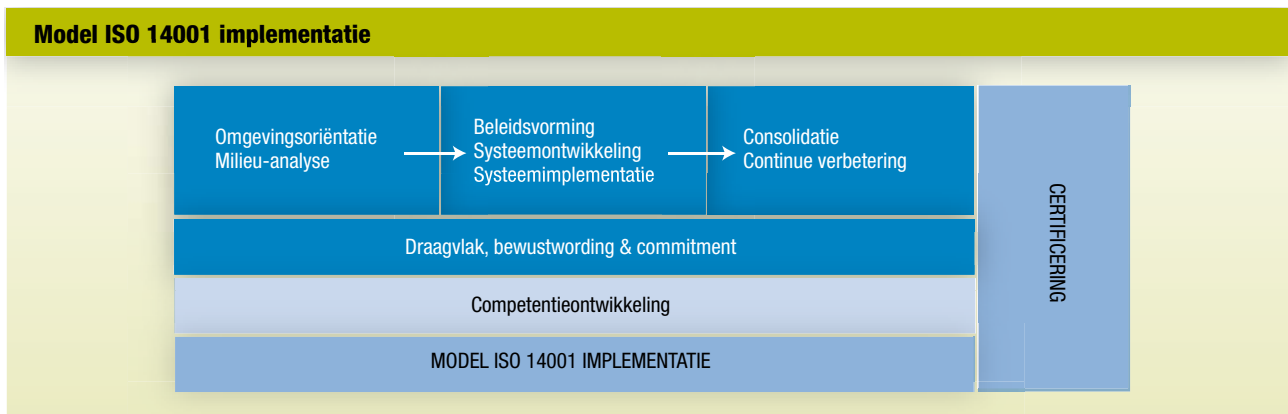 Model ISO 14001 implementatie
Omgevingsoriëntatie
Milieu-analyse
Beleidsvorming
Systeemontwikkeling
Systeemimplementatie
Consolidatie
Continue verbetering
Draagvlak, bewustwording & commitment
Competentieontwikkeling
MODEL ISO 14001 IMPLEMENTATIE
CERTIFICERING